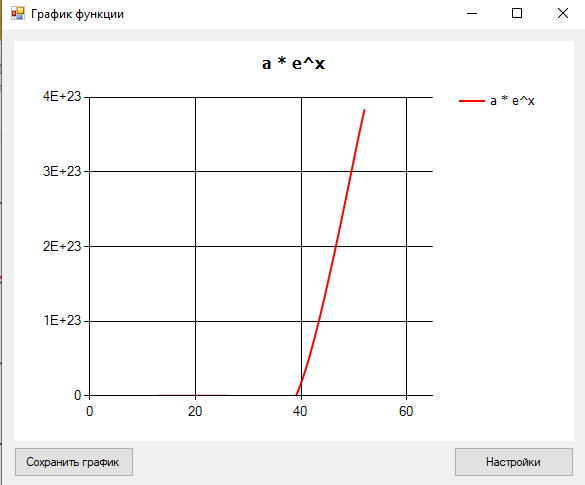 График функции
a * e^x
a * e^x
4E+23
3E+23
2E+23
1E+23
0
0 20 40 60
Сохранить график Настройки